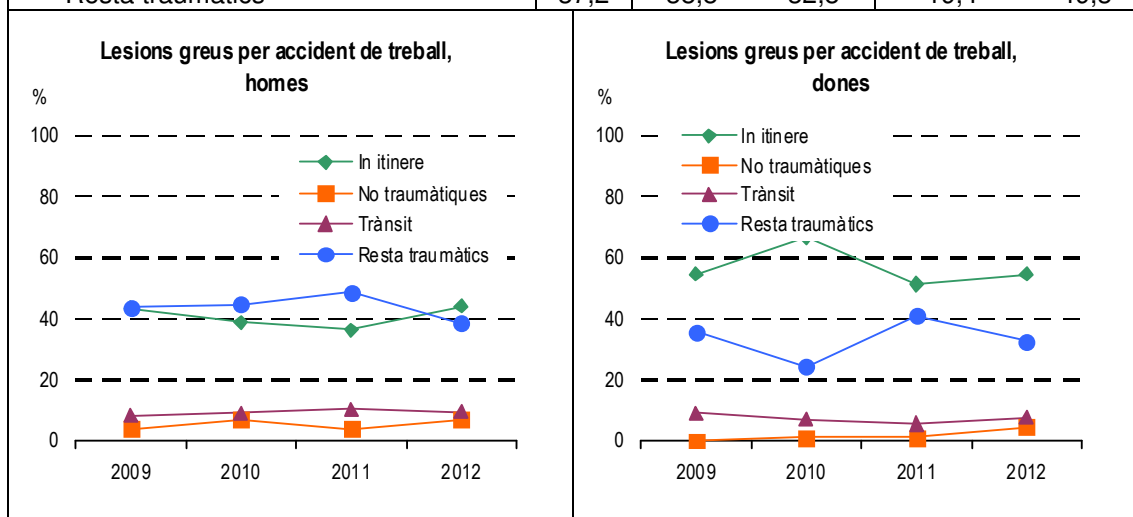 Resta traumàtics
Lesions greus per accident de treball,
homes
%
100
80
60
40
20
0
In itinere
No traumàtiques
Trànsit
Resta traumàtics
2009 2010 2011 2012
Lesions greus per accident de treball,
dones
%
100
80
60
40
20
0
In itinere
No traumàtiques
Trànsit
Resta traumàtics
2009 2010 2011 2012